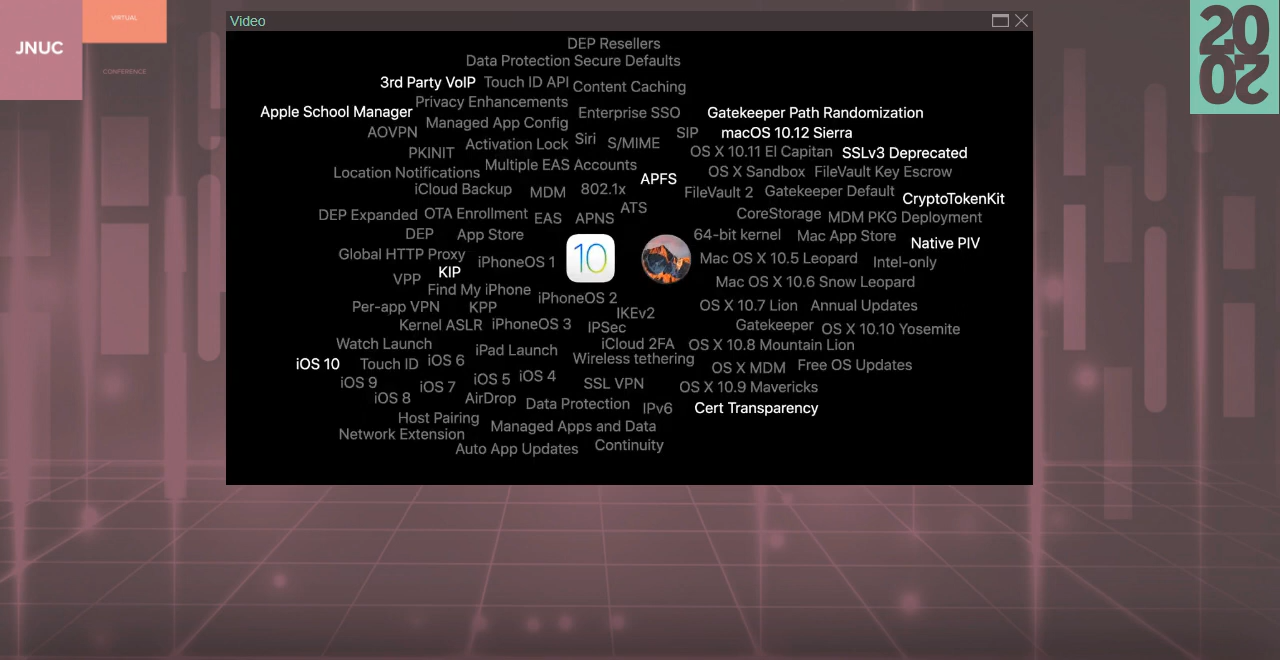 JNUC
VIRTUAL
CONFERENCE
2020
Video
DEP Resellers
Data Protection Secure Defaults
3rd Party VoIP Touch ID API Content Caching
Apple School Manager Privacy Enhancements Enterprise SSO Gatekeeper Path Randomization
AOVPN Managed App Config Siri S/MIME SIP macOS 10.12 Sierra
PKINIT Activation Lock OS X 10.11 El Capitan SSLv3 Deprecated
Location Notifications Multiple EAS Accounts APFS OS X Sandbox FileVault Key Escrow
iCloud Backup MDM 802.1x FileVault 2 Gatekeeper Default CryptoTokenKit
DEP Expanded OTA Enrollment EAS APNS ATS CoreStorage MDM PKG Deployment
DEP App Store 64-bit kernel Mac App Store Native PIV
Global HTTP Proxy iPhoneOS 1 10 Mac OS X 10.5 Leopard Intel-only
VPP KIP
Find My iPhone iPhoneOS 2 Mac OS X 10.6 Snow Leopard
Per-app VPN KPP IKEv2 OS X 10.7 Lion Annual Updates
Kernel ASLR iPhoneOS 3 IPSec Gatekeeper OS X 10.10 Yosemite
Watch Launch iPad Launch iCloud 2FA OS X 10.8 Mountain Lion
iOS 10 Touch ID iOS 6 Wireless tethering OS X MDM Free OS Updates
iOS 9 iOS 7 iOS 5 iOS 4 SSL VPN OS X 10.9 Mavericks
iOS 8 AirDrop Data Protection IPv6 Cert Transparency
Host Pairing Managed Apps and Data
Network Extension Auto App Updates Continuity